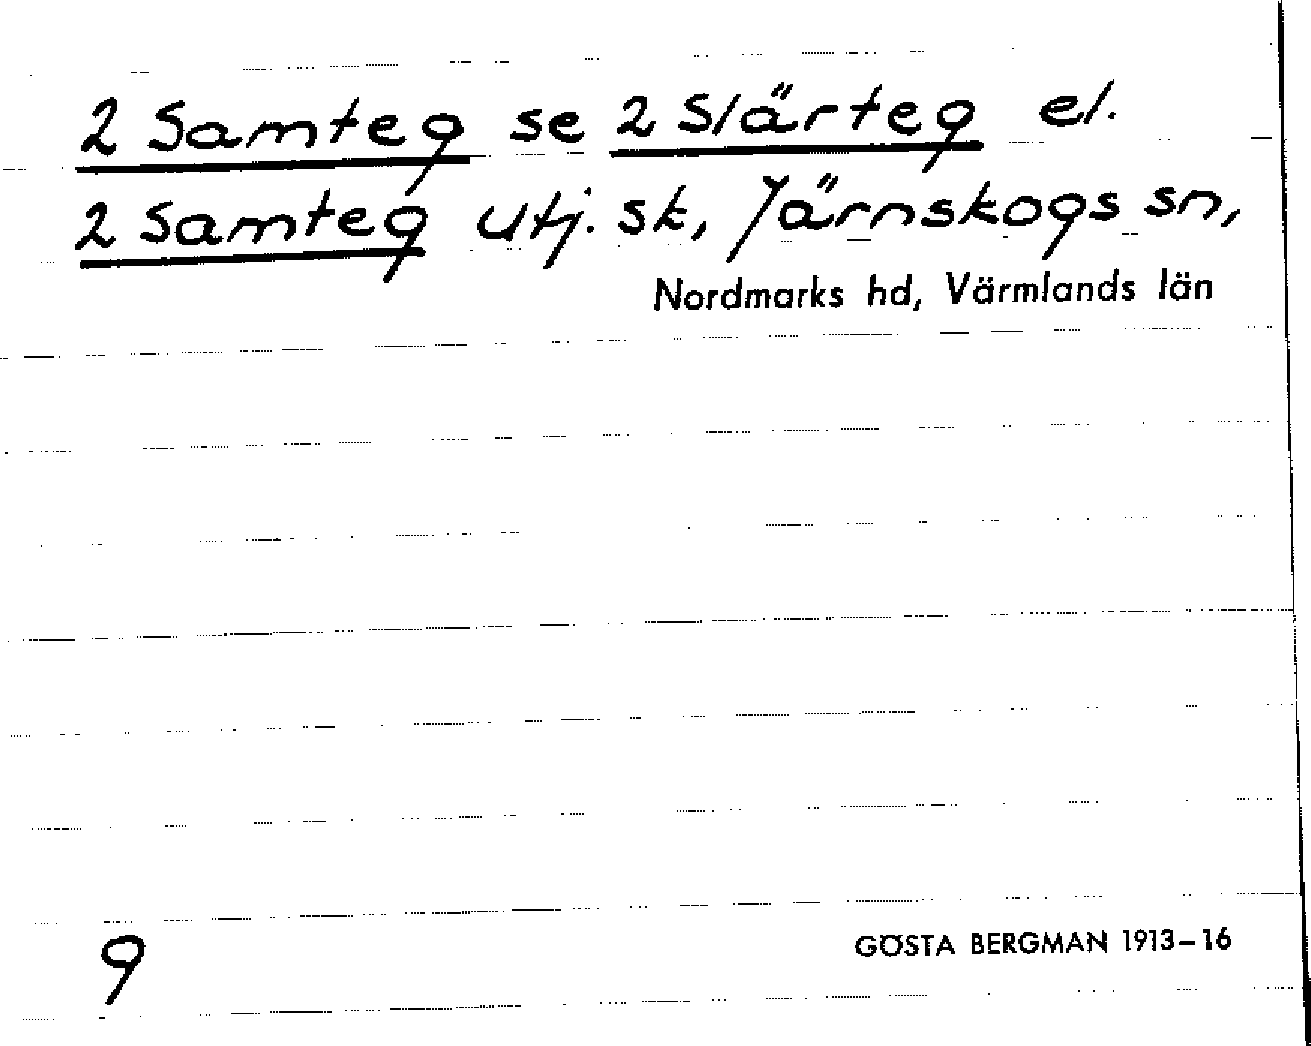 2 Samteg se 2 Slärteg el.
2 Samteg utj. sk, Järnskogs sn,
Nordmarks hd, Värmlands län
9
GÖSTA BERGMAN 1913-16